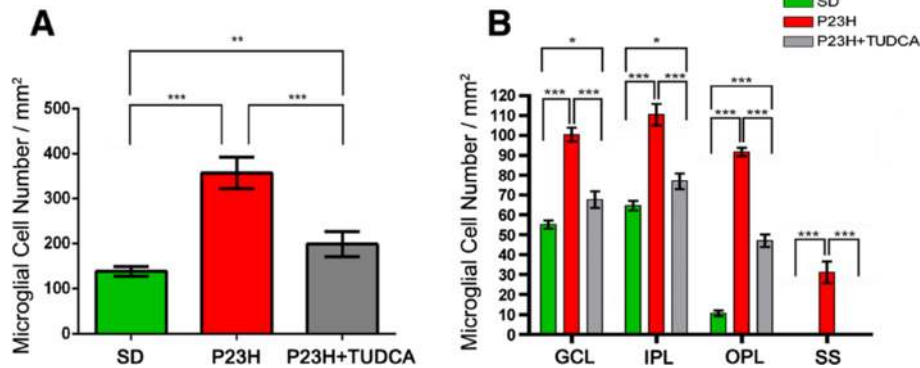 A
**
***
***
Microglial Cell Number / mm²
500
400
300
200
100
0
SD
P23H
P23H+TUDCA
B
SD
P23H
P23H+TUDCA
*
*
***
***
***
***
***
***
***
***
***
Microglial Cell Number / mm²
120
110
100
90
80
70
60
50
40
30
20
10
0
GCL
IPL
OPL
SS